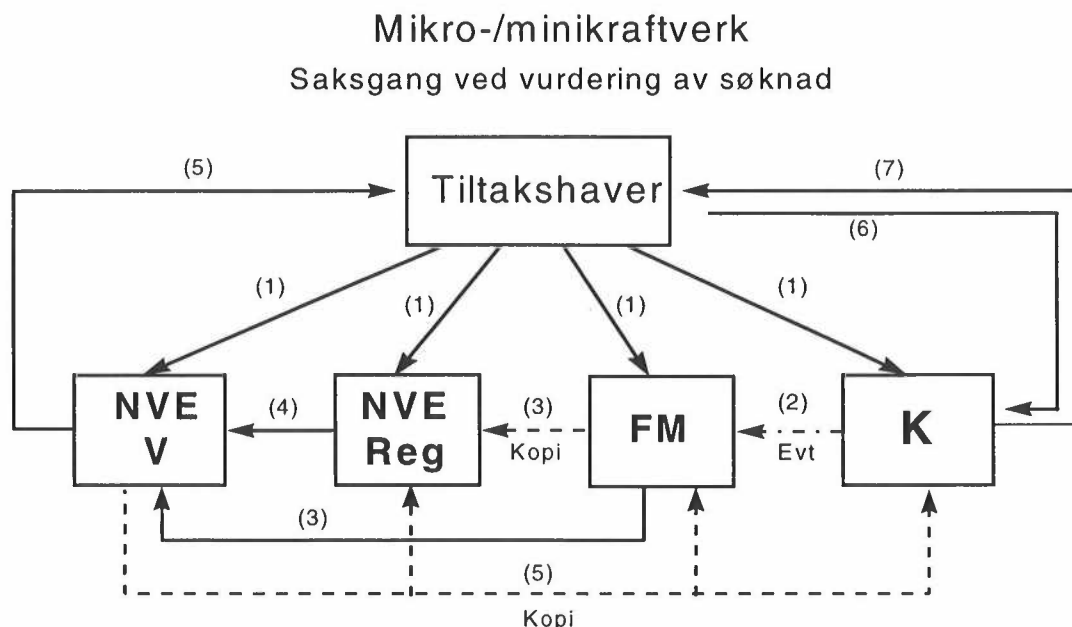 Mikro-/minikraftverk
Saksgang ved vurdering av søknad
(5)
Tiltakshaver
(7)
(6)
(1)
(1)
(1)
(1)
NVE
V
(4)
NVE
Reg
(3)
Kopi
FM
(2)
Evt
K
(3)
(5)
Kopi